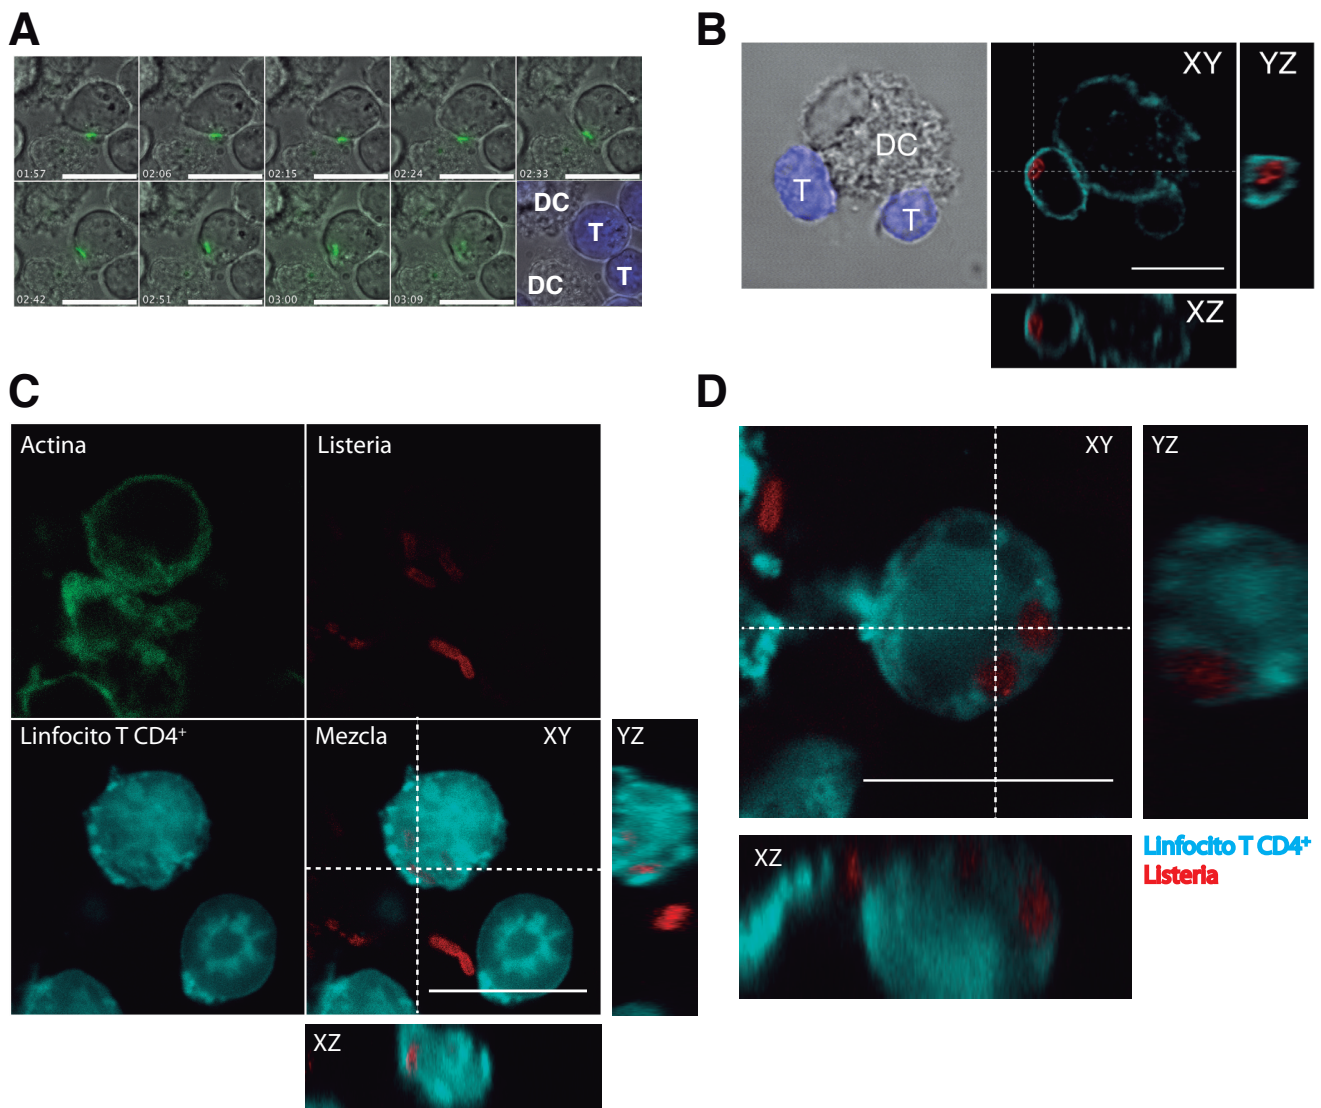 A
01:57
02:06
02:15
02:24
02:33
02:42
02:51
03:00
03:09
DC
T
T
DC
B
DC
T
T
XY
YZ
XZ
C
Actina
Listeria
Linfocito T CD4⁺
Mezcla
XY
YZ
XZ
D
XY
YZ
XZ
Linfocito T CD4⁺
Listeria